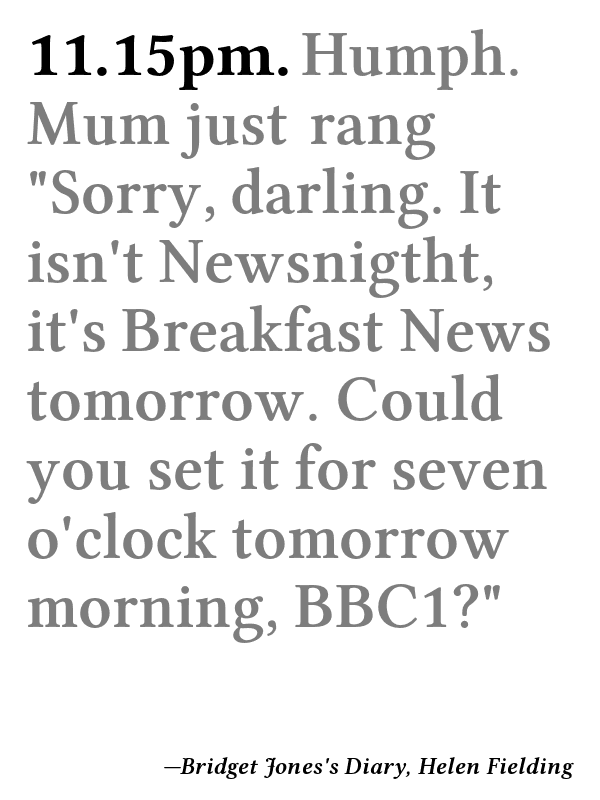 11.15pm. Humph.
Mum just rang
"Sorry, darling. It
isn't Newsnigtht,
it's Breakfast News
tomorrow. Could
you set it for seven
o'clock tomorrow
morning, BBC1?"
—Bridget Jones's Diary, Helen Fielding